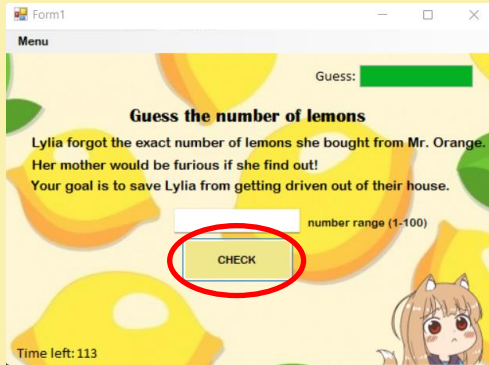 Form1
Menu
Guess:
Guess the number of lemons
Lylia forgot the exact number of lemons she bought from Mr. Orange.
Her mother would be furious if she find out!
Your goal is to save Lylia from getting driven out of their house.
number range (1-100)
CHECK
Time left: 113